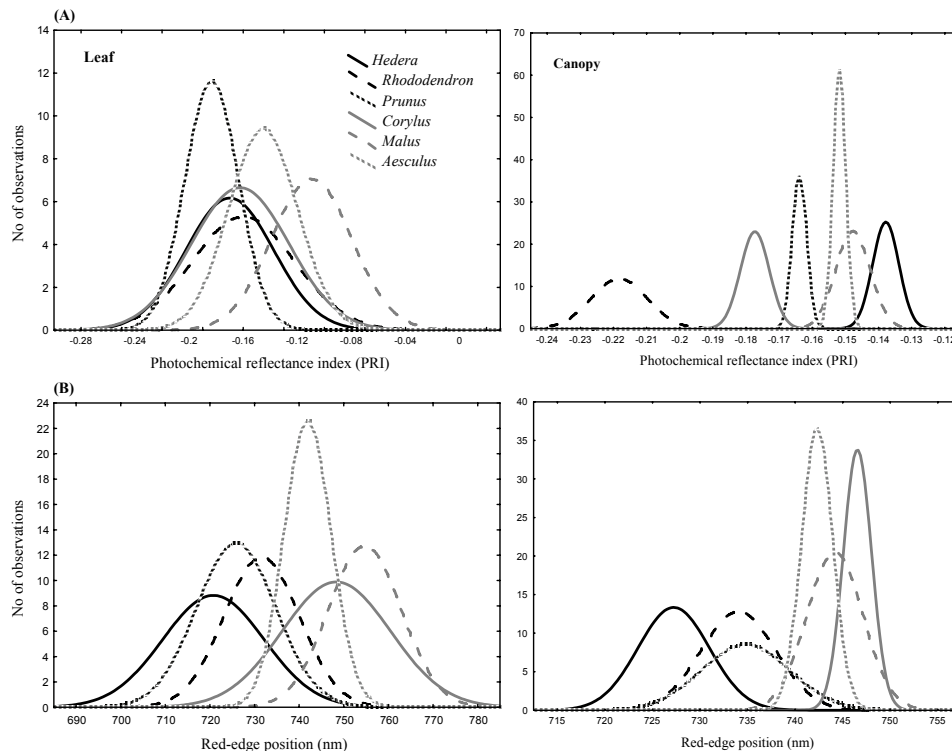 (A)
Leaf
Hedera
Rhododendron
Prunus
Corylus
Malus
Aesculus
No of observations
14
12
10
8
6
4
2
0
-0.28 -0.24 -0.2 -0.16 -0.12 -0.08 -0.04 0
Photochemical reflectance index (PRI)
Canopy
70
60
50
40
30
20
10
0
-0.24 -0.23 -0.22 -0.21 -0.2 -0.19 -0.18 -0.17 -0.16 -0.15 -0.14 -0.13 -0.12
Photochemical reflectance index (PRI)
(B)
No of observations
24
22
20
18
16
14
12
10
8
6
4
2
0
690 700 710 720 730 740 750 760 770 780
Red-edge position (nm)
40
35
30
25
20
15
10
5
0
715 720 725 730 735 740 745 750 755
Red-edge position (nm)